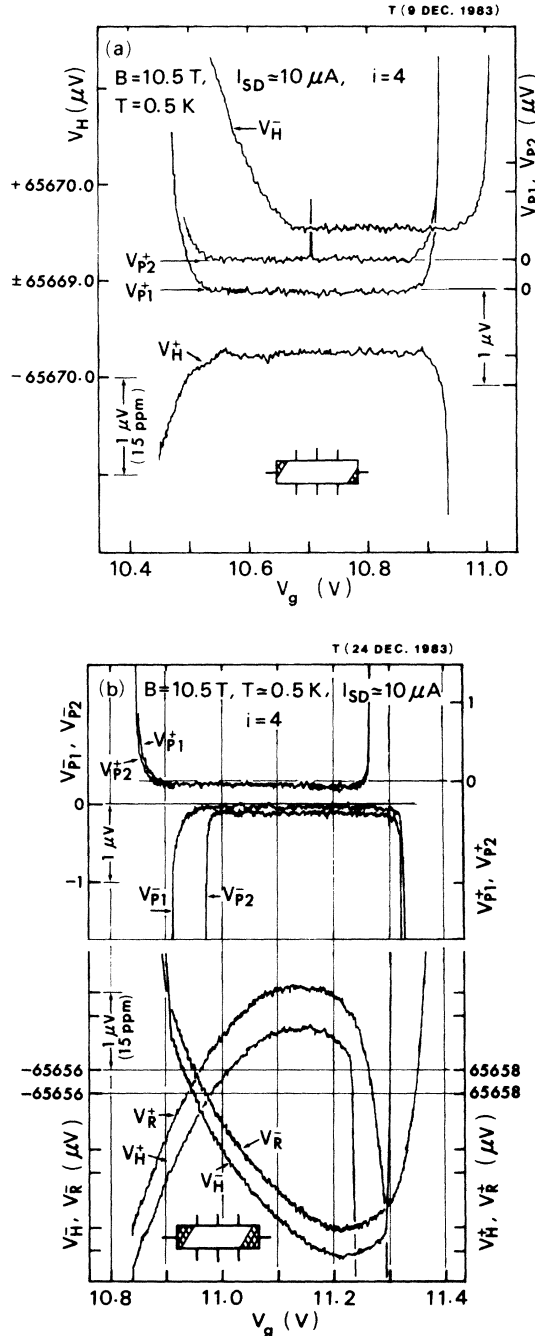 T (9 DEC. 1983)
(a)
B=10.5 T, I_SD≃10 μA, i=4
T=0.5 K
V_H (μV)
V_P1, V_P2 (μV)
V_H^-
+65670.0
V_P2^+
0
±65669.0
V_P1^+
0
V_H^+
1 μV
-65670.0
1 μV
(15 ppm)
10.4 10.6 10.8 11.0
V_g (V)
T (24 DEC. 1983)
(b)
B=10.5 T, T≃0.5 K, I_SD≃10 μA
i=4
V_P1^-, V_P2^-
1
V_P1^+
V_P2^+
0
0
1 μV
-1
V_P1^-
V_P2^-
V_P1^+, V_P2^+
1 μV
(15 ppm)
-65656
65658
-65656
65658
V_R^+
V_H^+
V_R^-
V_H^-
V_H^-, V_R^- (μV)
V_H^+, V_R^+ (μV)
10.8 11.0 11.2 11.4
V_g (V)